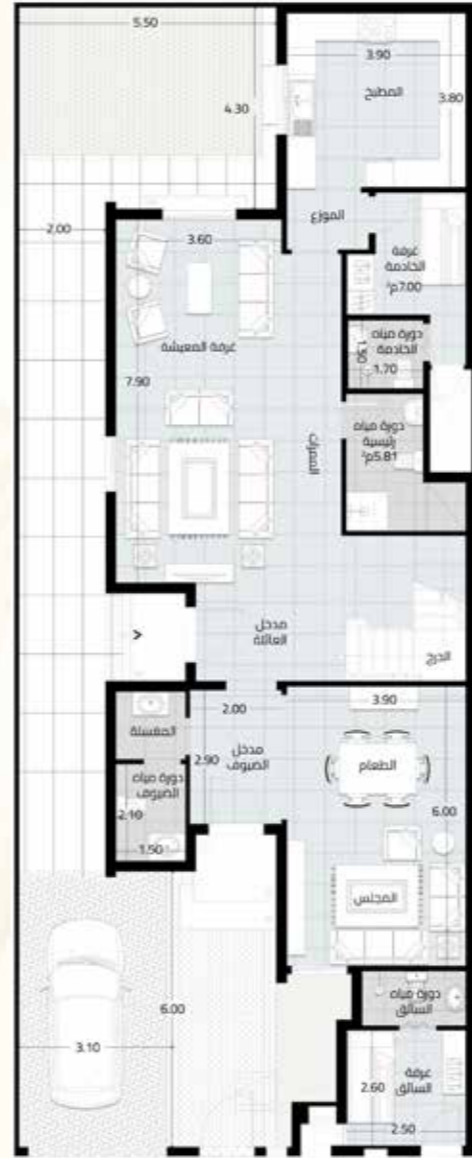 5.50
3.90
المطبخ
3.80
4.30
الموزع
2.00
3.60
غرفة
الخادمة
7.00م²
غرفة المعيشة
دورة مياه
الخادمة
1.50
1.70
7.90
الممرات
دورة مياه
رئيسية
5.81م²
مدخل
العائلة
الدرج
2.00
3.90
المغسلة
مدخل
الضيوف
2.90
الطعام
دورة مياه
الضيوف
2.10
1.50
6.00
المجلس
دورة مياه
السائق
6.00
3.10
غرفة
السائق
2.60
2.50